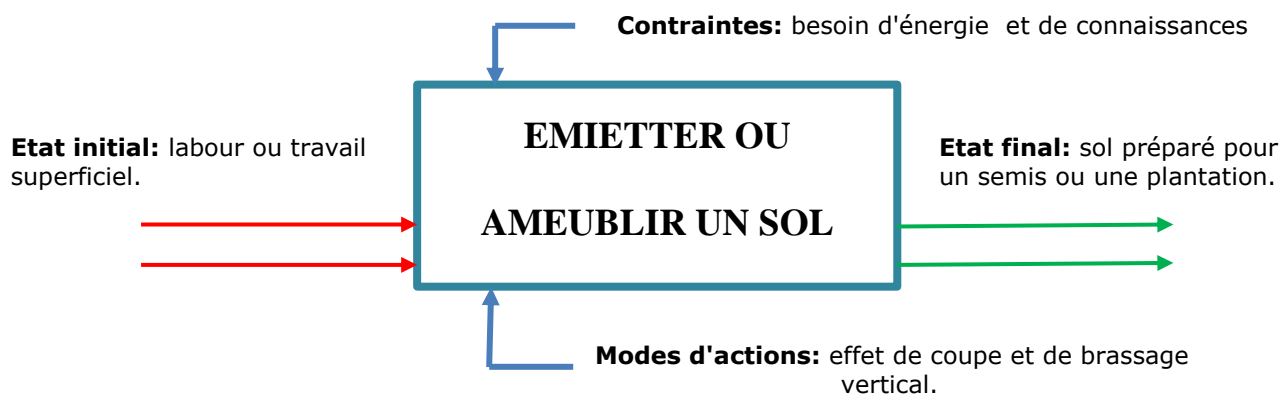 Contraintes: besoin d'énergie et de connaissances
EMIETTER OU
AMEUBLIR UN SOL
Etat initial: labour ou travail
superficiel.
Etat final: sol préparé pour
un semis ou une plantation.
Modes d'actions: effet de coupe et de brassage
vertical.